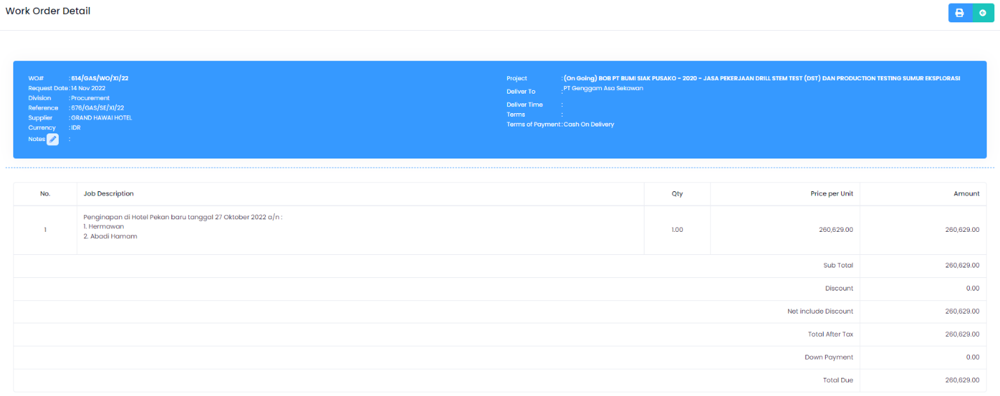 Work Order Detail
WO# : 614/GAS/WO/XI/22
Request Date : 14 Nov 2022
Division : Procurement
Reference : 676/GAS/SE/XI/22
Supplier : GRAND HAWAI HOTEL
Currency : IDR
Notes :
Project : (On Going) BOB PT BUMI SIAK PUSAKO - 2020 - JASA PEKERJAAN DRILL STEM TEST (DST) DAN PRODUCTION TESTING SUMUR EKSPLORASI
Deliver To : PT Genggam Asa Sekawan
Deliver Time :
Terms :
Terms of Payment : Cash On Delivery
No. Job Description Qty Price per Unit Amount
Penginapan di Hotel Pekan baru tanggal 27 Oktober 2022 a/n :
1. Hermawan
2. Abadi Hamam
1 1.00 260,629.00 260,629.00
Sub Total 260,629.00
Discount 0.00
Net include Discount 260,629.00
Total After Tax 260,629.00
Down Payment 0.00
Total Due 260,629.00